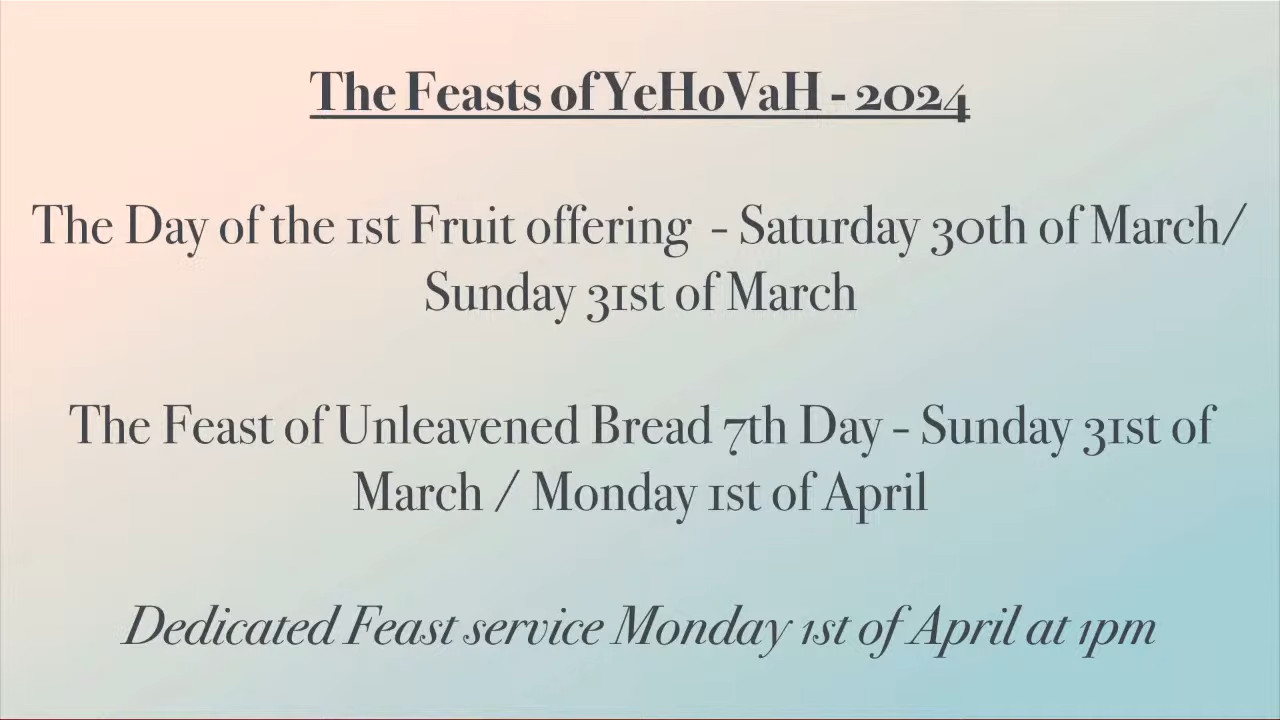 The Feasts of YeHoVaH - 2024
The Day of the 1st Fruit offering - Saturday 30th of March/
Sunday 31st of March
The Feast of Unleavened Bread 7th Day - Sunday 31st of
March / Monday 1st of April
Dedicated Feast service Monday 1st of April at 1pm